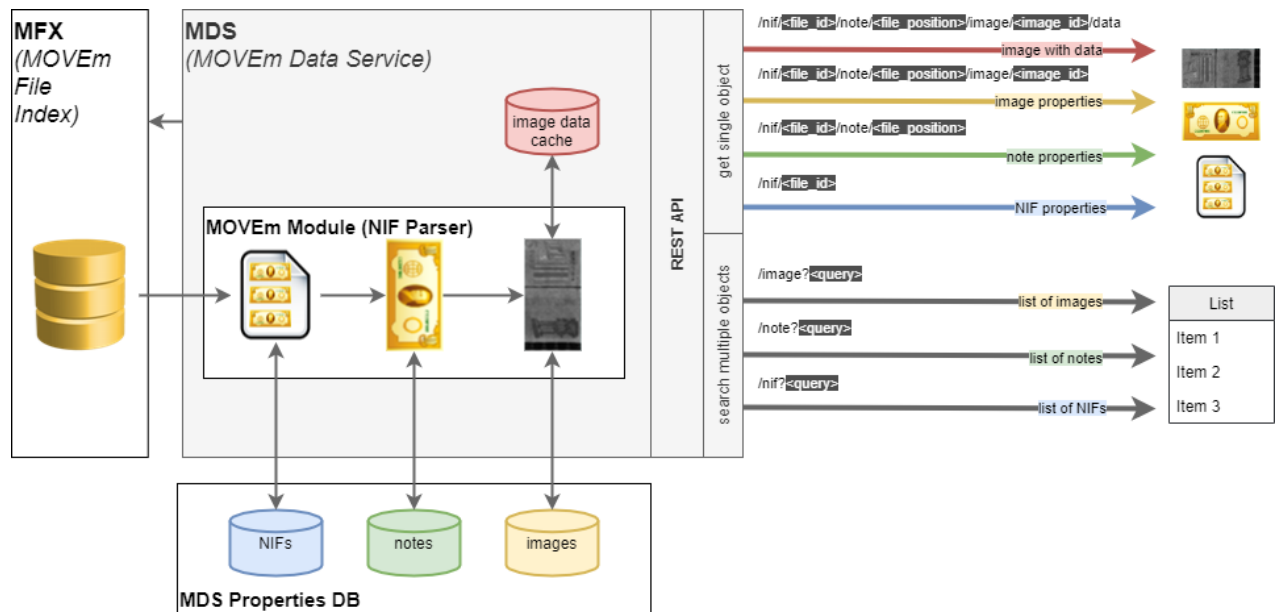 MFX
(MOVEm
File
Index)
MDS
(MOVEm Data Service)
image data
cache
MOVEm Module (NIF Parser)
REST API
get single object
search multiple objects
/nif/<file_id>/note/<file_position>/image/<image_id>/data
image with data
/nif/<file_id>/note/<file_position>/image/<image_id>
image properties
/nif/<file_id>/note/<file_position>
note properties
/nif/<file_id>
NIF properties
/image?<query>
list of images
/note?<query>
list of notes
/nif?<query>
list of NIFs
List
Item 1
Item 2
Item 3
NIFs
notes
images
MDS Properties DB